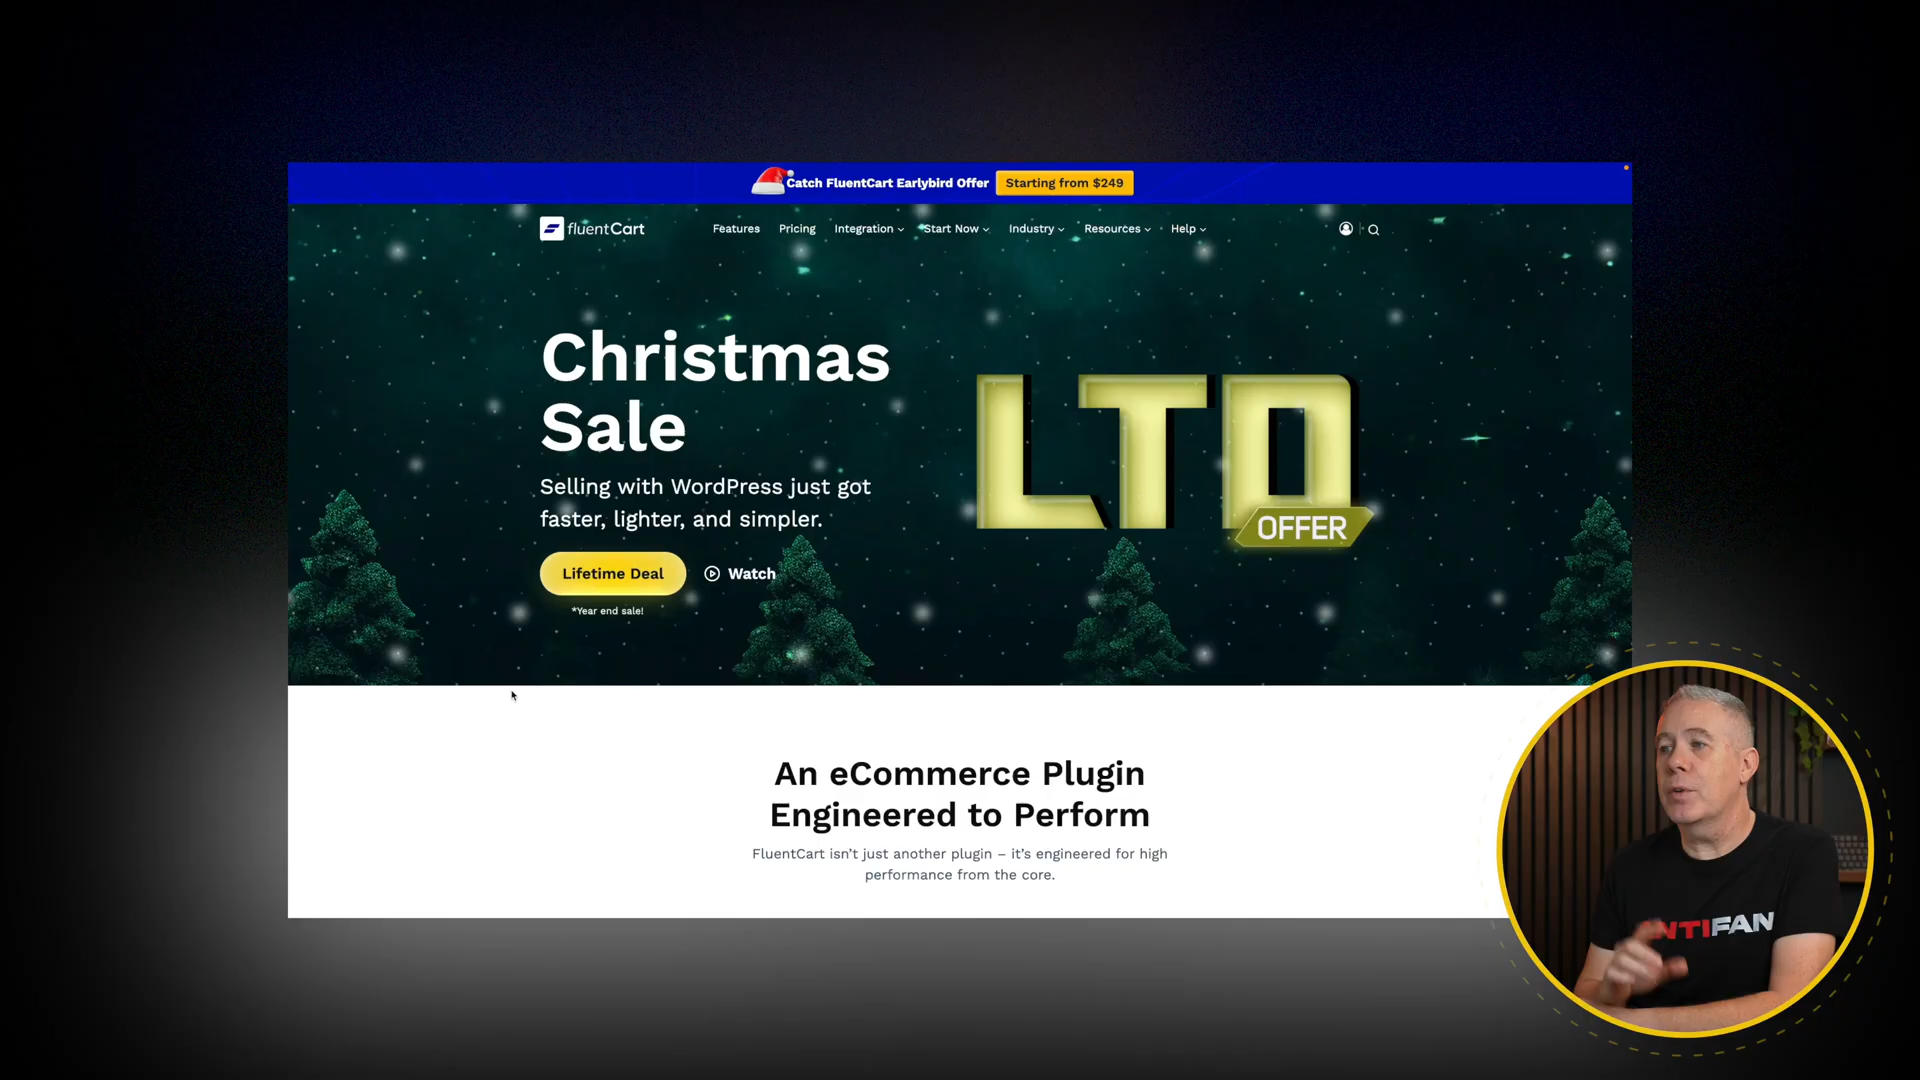 Catch FluentCart Earlybird Offer Starting from $249
fluentCart Features Pricing Integration Start Now Industry Resources Help
Christmas
Sale
Selling with WordPress just got
faster, lighter, and simpler.
Lifetime Deal Watch
*Year end sale!
LTD
OFFER
An eCommerce Plugin
Engineered to Perform
FluentCart isn't just another plugin – it's engineered for high
performance from the core.
ANTIFAN